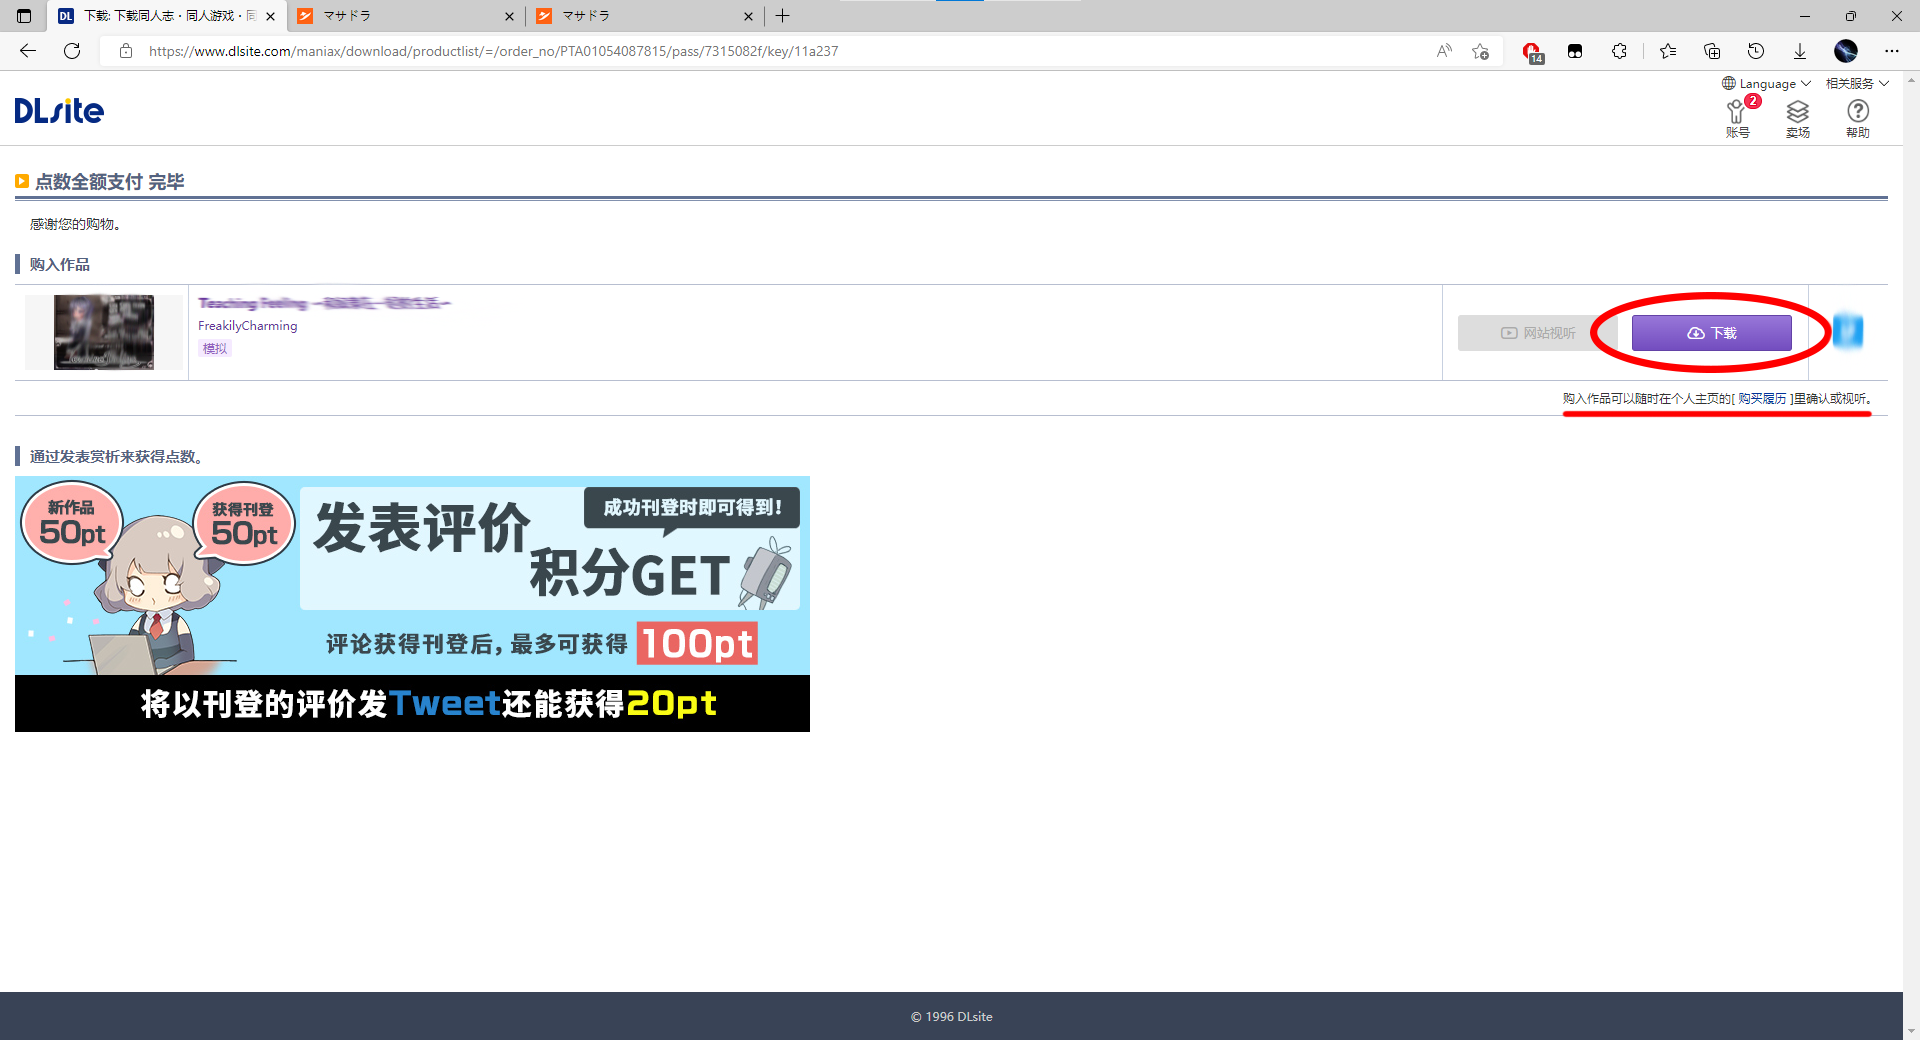 下载: 下载同人志・同人游戏・同
マサドラ
マサドラ
https://www.dlsite.com/maniax/download/productlist/=/order_no/PTA01054087815/pass/7315082f/key/11a237
14
Language
相关服务
DLsite
2
账号
卖场
帮助
点数全额支付 完毕
感谢您的购物。
购入作品
FreakilyCharming
模拟
网站视听
下载
购入作品可以随时在个人主页的[ 购买履历 ]里确认或视听。
通过发表赏析来获得点数。
新作品
50pt
获得刊登
50pt
发表评价
成功刊登时即可得到!
积分GET
评论获得刊登后, 最多可获得 100pt
将以刊登的评价发Tweet还能获得20pt
© 1996 DLsite